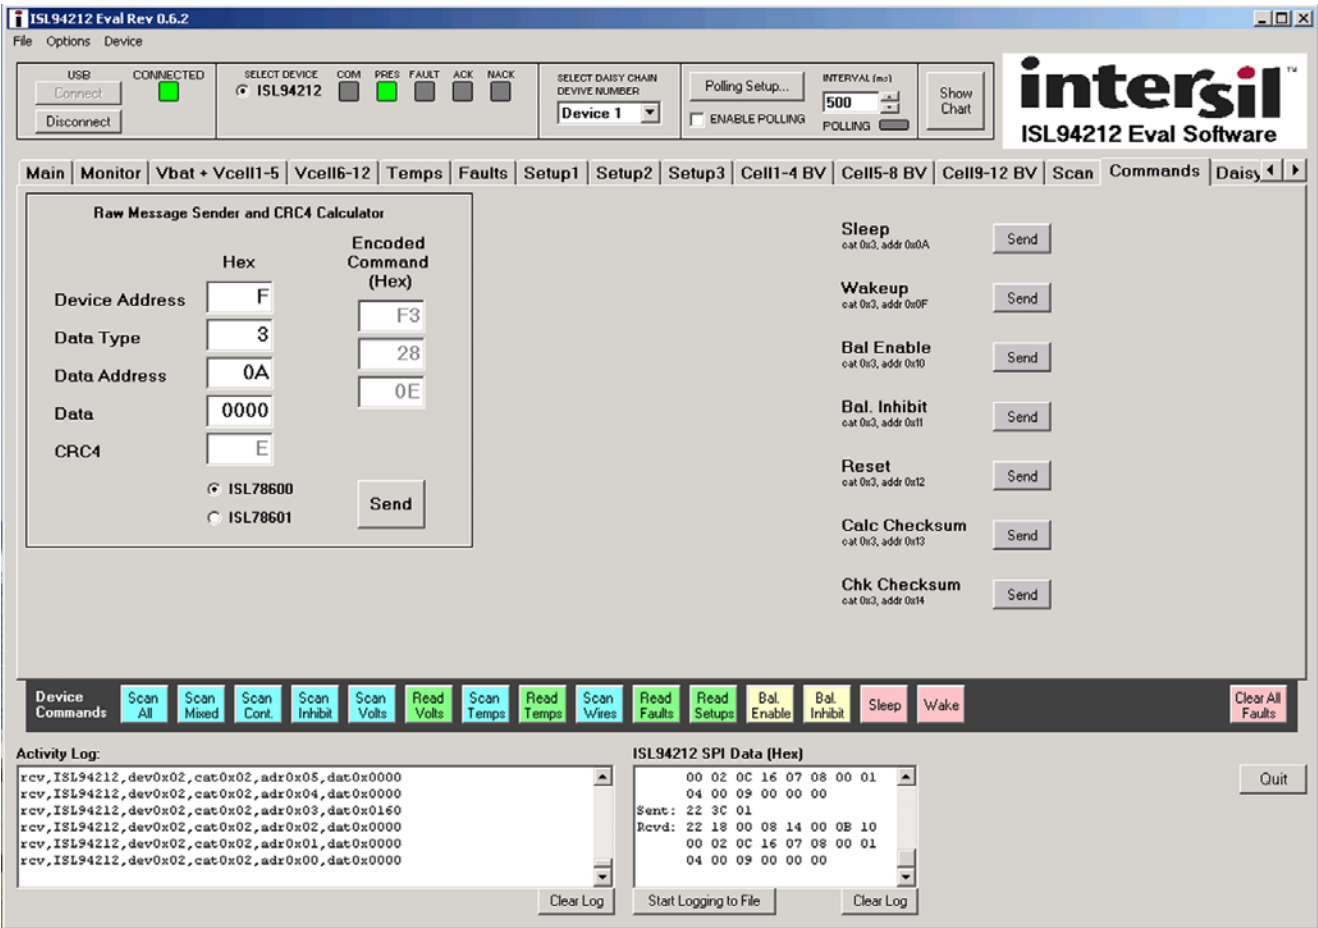 ISL94212 Eval Rev 0.6.2
File Options Device
USB CONNECTED
Connect
Disconnect
SELECT DEVICE COM PRES FAULT ACK NACK
ISL94212
SELECT DAISY CHAIN
DEVIVE NUMBER
Device 1
Polling Setup...
ENABLE POLLING
INTERVAL (ms)
500
POLLING
Show
Chart
intersil™
ISL94212 Eval Software
Main Monitor Vbat + Vcell1-5 Vcell6-12 Temps Faults Setup1 Setup2 Setup3 Cell1-4 BV Cell5-8 BV Cell9-12 BV Scan Commands Daisy
Raw Message Sender and CRC4 Calculator
Hex
Encoded
Command
(Hex)
Device Address F
F3
Data Type 3
28
Data Address 0A
0E
Data 0000
CRC4 E
ISL78600
ISL78601
Send
Sleep
cat 0x3, addr 0x0A
Send
Wakeup
cat 0x3, addr 0x0F
Send
Bal Enable
cat 0x3, addr 0x10
Send
Bal. Inhibit
cat 0x3, addr 0x11
Send
Reset
cat 0x3, addr 0x12
Send
Calc Checksum
cat 0x3, addr 0x13
Send
Chk Checksum
cat 0x3, addr 0x14
Send
Device
Commands
Scan
All
Scan
Mixed
Scan
Cont.
Scan
Inhibit
Scan
Volts
Read
Volts
Scan
Temps
Read
Temps
Scan
Wires
Read
Faults
Read
Setups
Bal.
Enable
Bal.
Inhibit
Sleep
Wake
Clear All
Faults
Activity Log:
rcv,ISL94212,dev0x02,cat0x02,adr0x05,dat0x0000
rcv,ISL94212,dev0x02,cat0x02,adr0x04,dat0x0000
rcv,ISL94212,dev0x02,cat0x02,adr0x03,dat0x0160
rcv,ISL94212,dev0x02,cat0x02,adr0x02,dat0x0000
rcv,ISL94212,dev0x02,cat0x02,adr0x01,dat0x0000
rcv,ISL94212,dev0x02,cat0x02,adr0x00,dat0x0000
Clear Log
ISL94212 SPI Data (Hex)
00 02 0C 16 07 08 00 01
04 00 09 00 00 00
Sent: 22 3C 01
Rcvd: 22 18 00 08 14 00 0B 10
00 02 0C 16 07 08 00 01
04 00 09 00 00 00
Start Logging to File
Clear Log
Quit